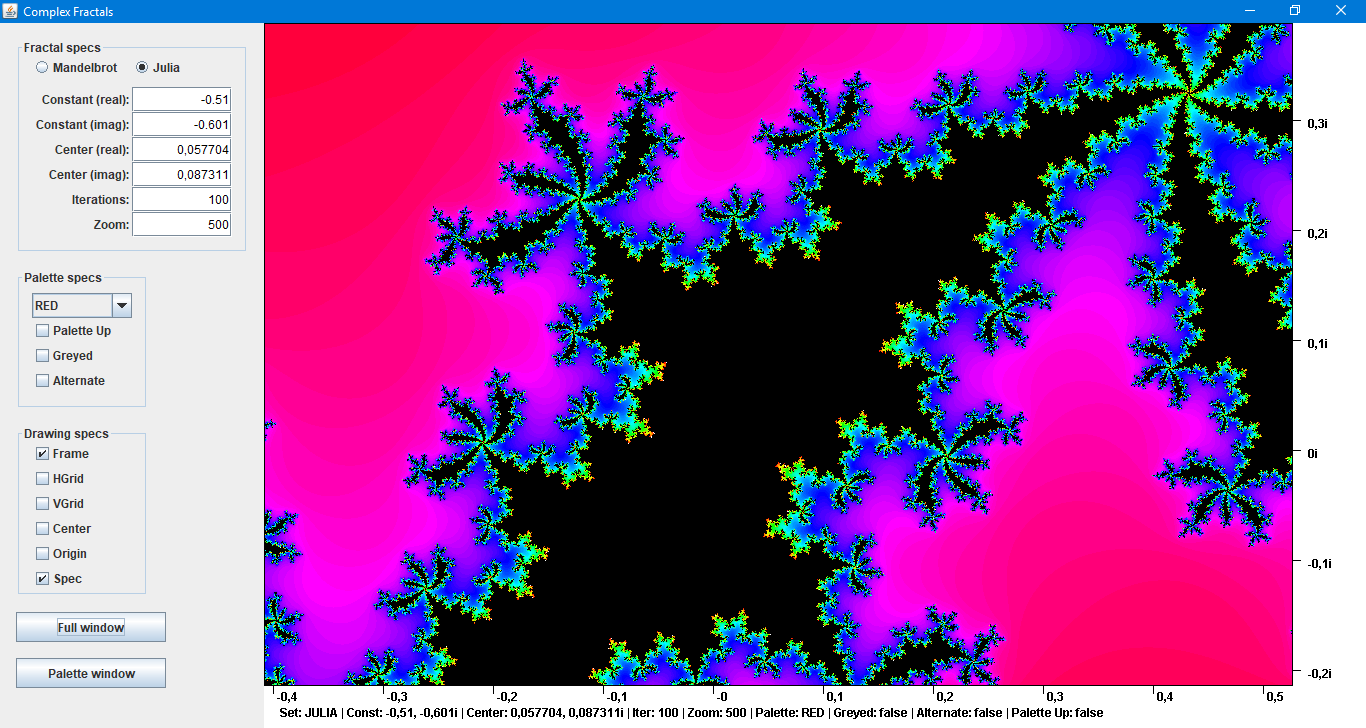 Complex Fractals
Fractal specs
Mandelbrot Julia
Constant (real): -0.51
Constant (imag): -0.601
Center (real): 0,057704
Center (imag): 0,087311
Iterations: 100
Zoom: 500
Palette specs
RED
Palette Up
Greyed
Alternate
Drawing specs
Frame
HGrid
VGrid
Center
Origin
Spec
Full window
Palette window
0,3i
0,2i
0,1i
0i
-0,1i
-0,2i
-0,4 -0,3 -0,2 -0,1 -0 0,1 0,2 0,3 0,4 0,5
Set: JULIA | Const: -0,51, -0,601i | Center: 0,057704, 0,087311i | Iter: 100 | Zoom: 500 | Palette: RED | Greyed: false | Alternate: false | Palette Up: false